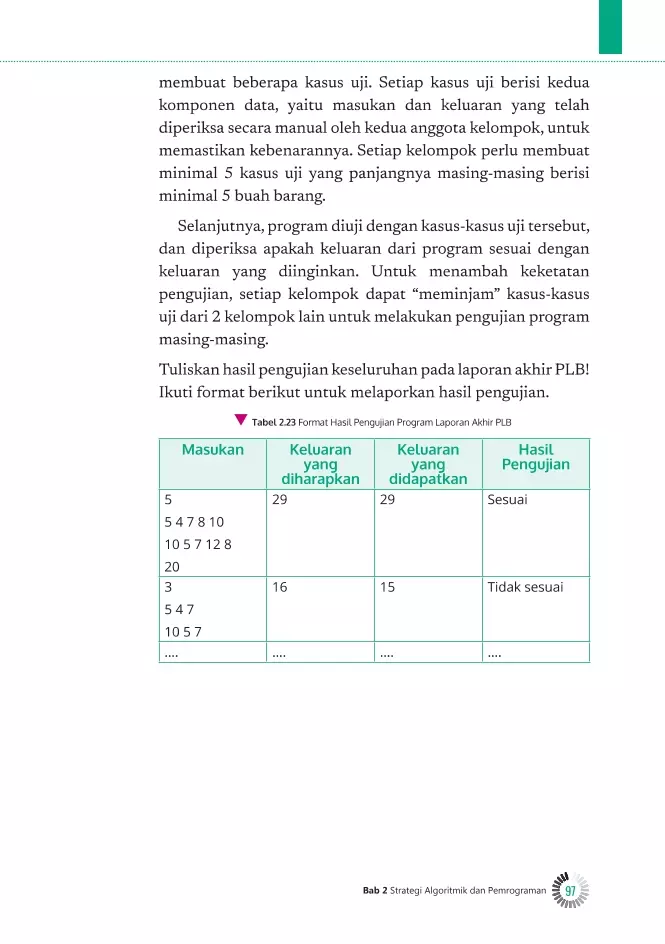 membuat beberapa kasus uji. Setiap kasus uji berisi kedua
komponen data, yaitu masukan dan keluaran yang telah
diperiksa secara manual oleh kedua anggota kelompok, untuk
memastikan kebenarannya. Setiap kelompok perlu membuat
minimal 5 kasus uji yang panjangnya masing-masing berisi
minimal 5 buah barang.
Selanjutnya, program diuji dengan kasus-kasus uji tersebut,
dan diperiksa apakah keluaran dari program sesuai dengan
keluaran yang diinginkan. Untuk menambah keketatan
pengujian, setiap kelompok dapat “meminjam” kasus-kasus
uji dari 2 kelompok lain untuk melakukan pengujian program
masing-masing.
Tuliskan hasil pengujian keseluruhan pada laporan akhir PLB!
Ikuti format berikut untuk melaporkan hasil pengujian.
Tabel 2.23 Format Hasil Pengujian Program Laporan Akhir PLB
Masukan
Keluaran
yang
diharapkan
Keluaran
yang
didapatkan
Hasil
Pengujian
5
5 4 7 8 10
10 5 7 12 8
20
29
29
Sesuai
3
5 4 7
10 5 7
16
15
Tidak sesuai
.... .... .... ....
Bab 2 Strategi Algoritmik dan Pemrograman 97